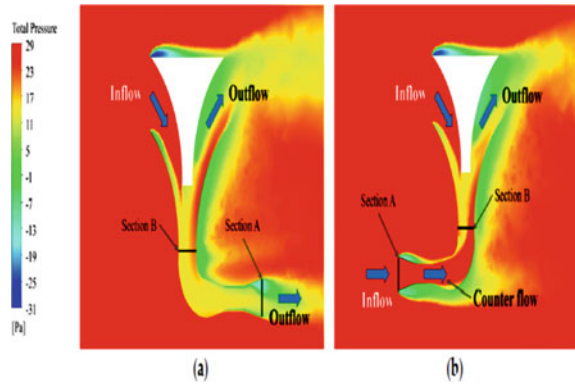 Total Pressure
29
23
17
11
5
-1
-7
-13
-19
-25
-31
[Pa]
Inflow
Outflow
Section B
Section A
Outflow
(a)
Inflow
Outflow
Section B
Section A
Inflow
Counter flow
(b)